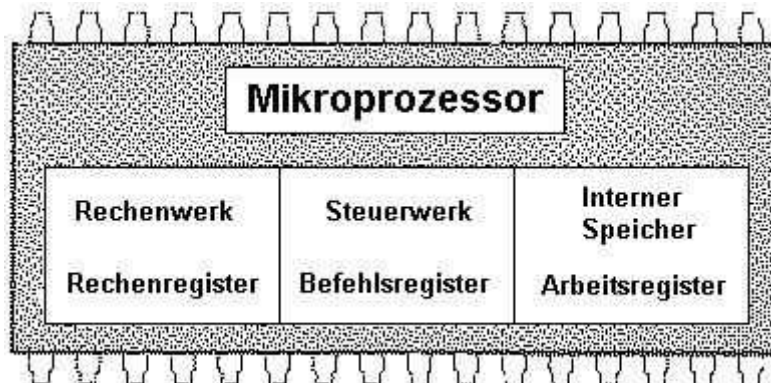 Mikroprozessor
Rechenwerk
Rechenregister
Steuerwerk
Befehlsregister
Interner
Speicher
Arbeitsregister